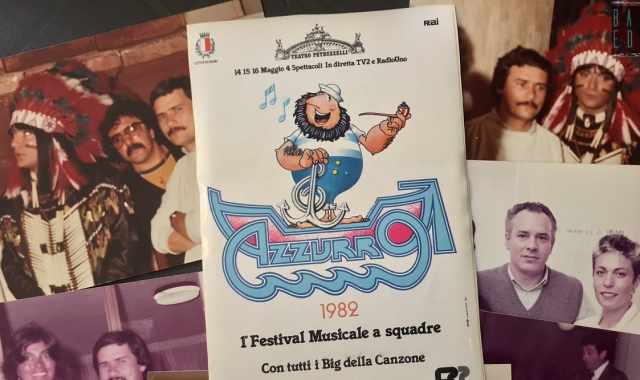 Rai
TEATRO PETRUZZELLI
14 15 16 Maggio 4 Spettacoli In diretta TV2 e RadioUno
AZZURRO
1982
1° Festival Musicale a squadre
Con tutti i Big della Canzone